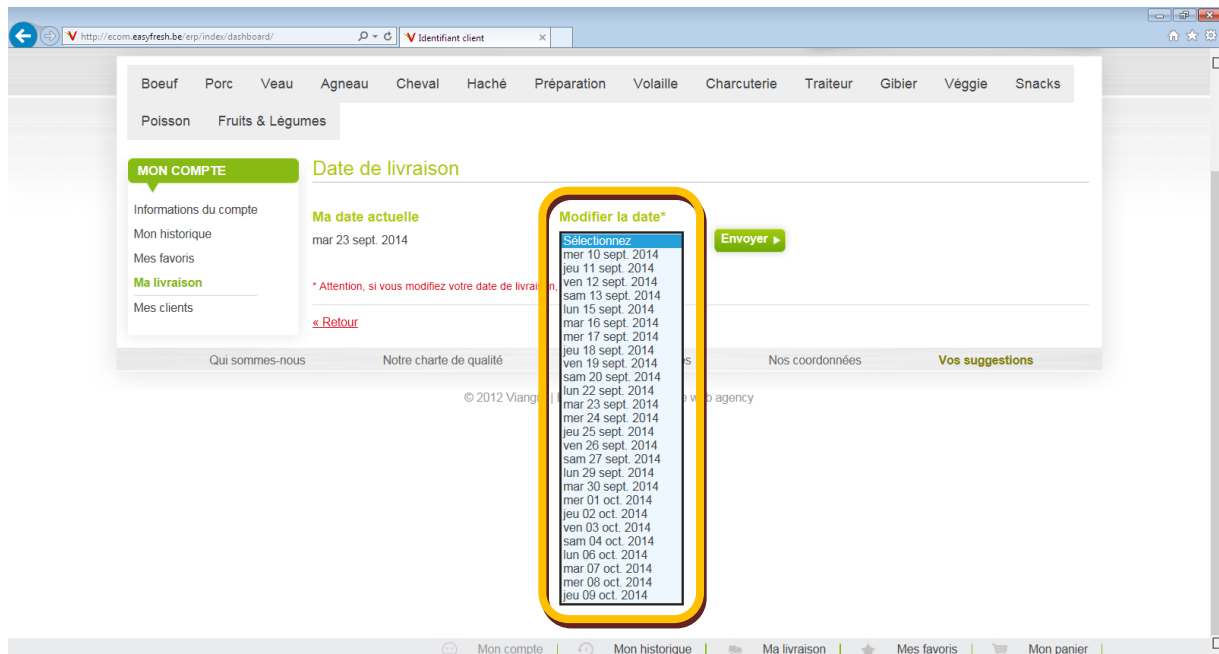 http://ecom.easyfresh.be/erp/index/dashboard/
Identifiant client
Boeuf Porc Veau Agneau Cheval Haché Préparation Volaille Charcuterie Traiteur Gibier Véggie Snacks
Poisson Fruits & Légumes
MON COMPTE
Informations du compte
Mon historique
Mes favoris
Ma livraison
Mes clients
Date de livraison
Ma date actuelle
mar 23 sept. 2014
Modifier la date*
Sélectionnez
mer 10 sept. 2014
jeu 11 sept. 2014
ven 12 sept. 2014
sam 13 sept. 2014
lun 15 sept. 2014
mar 16 sept. 2014
mer 17 sept. 2014
jeu 18 sept. 2014
ven 19 sept. 2014
sam 20 sept. 2014
lun 22 sept. 2014
mar 23 sept. 2014
mer 24 sept. 2014
jeu 25 sept. 2014
ven 26 sept. 2014
sam 27 sept. 2014
lun 29 sept. 2014
mar 30 sept. 2014
mer 01 oct. 2014
jeu 02 oct. 2014
ven 03 oct. 2014
sam 04 oct. 2014
lun 06 oct. 2014
mar 07 oct. 2014
mer 08 oct. 2014
jeu 09 oct. 2014
Envoyer
* Attention, si vous modifiez votre date de
« Retour
Qui sommes-nous Notre charte de qualité Nos coordonnées Vos suggestions
© 2012 agency
Mon compte | Mon historique | Ma livraison | Mes favoris | Mon panier |